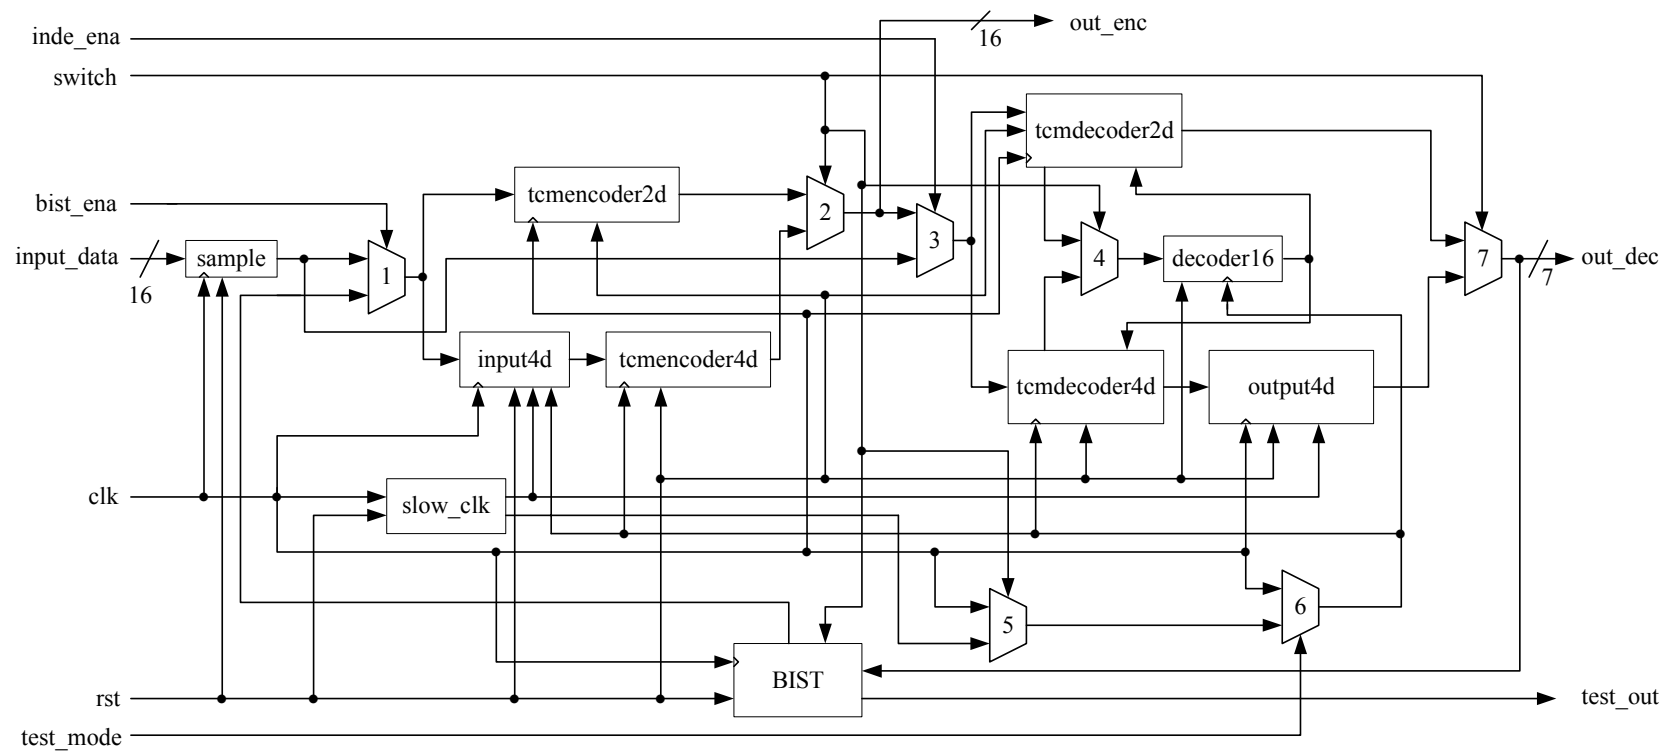 inde_ena
16
out_enc
switch
tcmdecoder2d
bist_ena
tcmencoder2d
2
3
input_data
16
sample
1
4
decoder16
7
7
out_dec
input4d
tcmencoder4d
tcmdecoder4d
output4d
clk
slow_clk
5
6
BIST
rst
test_out
test_mode